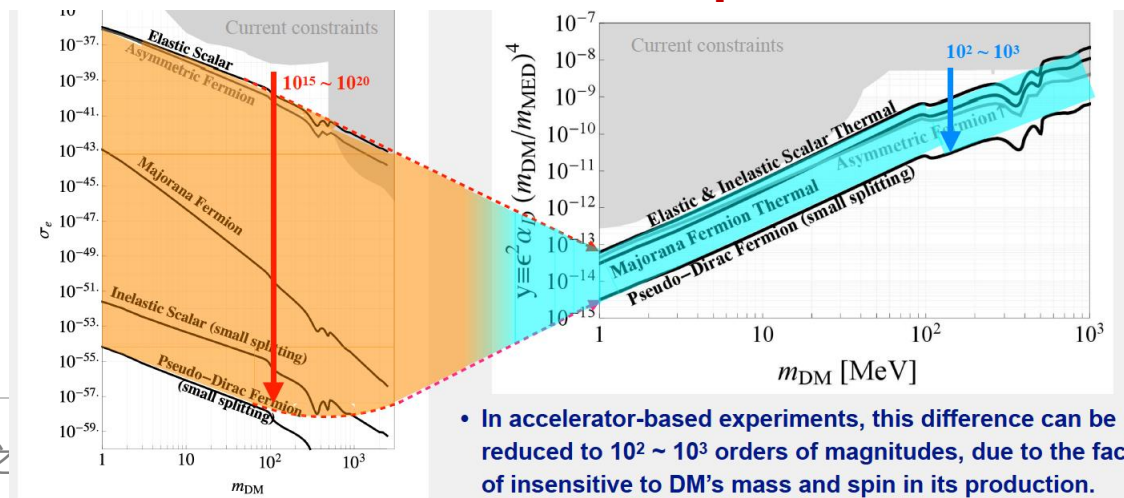 10⁻³⁷
10⁻³⁹
10⁻⁴¹
10⁻⁴³
10⁻⁴⁵
10⁻⁴⁷
10⁻⁴⁹
10⁻⁵¹
10⁻⁵³
10⁻⁵⁵
10⁻⁵⁷
10⁻⁵⁹
σₑ
Current constraints
Elastic Scalar
Asymmetric Fermion
10¹⁵ ~ 10²⁰
Majorana Fermion
Inelastic Scalar (small splitting)
Pseudo-Dirac Fermion
(small splitting)
1 10 10² 10³
m_DM
10⁻⁷
10⁻⁸
10⁻⁹
10⁻¹⁰
10⁻¹¹
10⁻¹²
10⁻¹³
10⁻¹⁴
10⁻¹⁵
y≡ϵ²α_D (m_DM/m_MED)⁴
Current constraints
10² ~ 10³
Elastic & Inelastic Scalar Thermal
Asymmetric Fermion↑
Majorana Fermion Thermal
Pseudo-Dirac Fermion (small splitting)
1 10 10² 10³
m_DM [MeV]
• In accelerator-based experiments, this difference can be
reduced to 10² ~ 10³ orders of magnitudes, due to the fac
of insensitive to DM's mass and spin in its production.